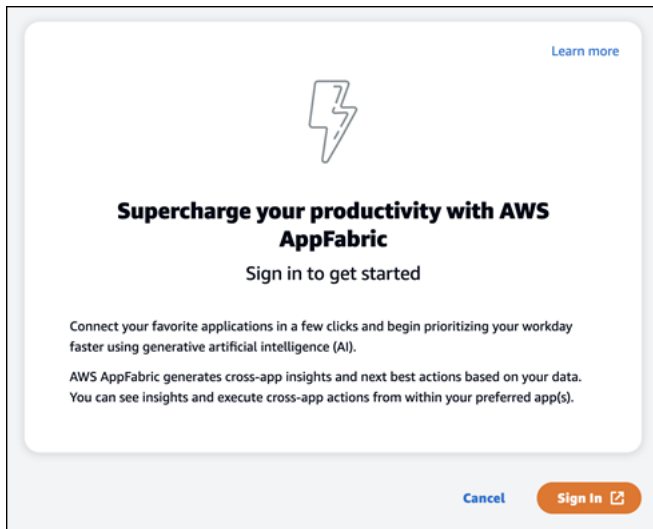 Learn more
Supercharge your productivity with AWS
AppFabric
Sign in to get started
Connect your favorite applications in a few clicks and begin prioritizing your workday
faster using generative artificial intelligence (AI).
AWS AppFabric generates cross-app insights and next best actions based on your data.
You can see insights and execute cross-app actions from within your preferred app(s).
Cancel
Sign In